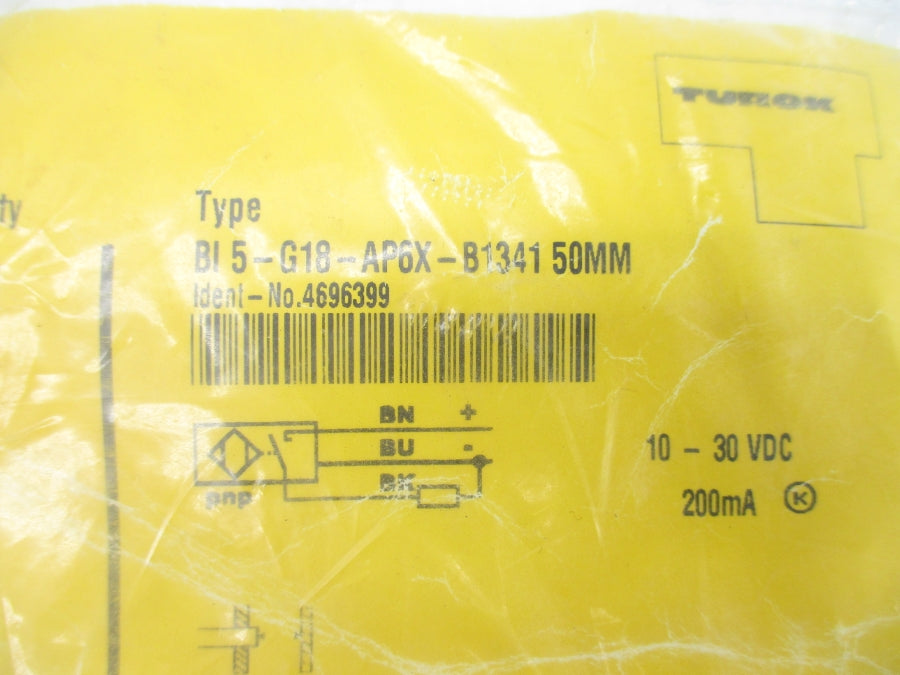 TURCK
ty
Type
BI 5-G18-AP6X-B1341 50MM
Ident-No.4696399
BN +
BU -
BK
pnp
10 - 30 VDC
200mA K